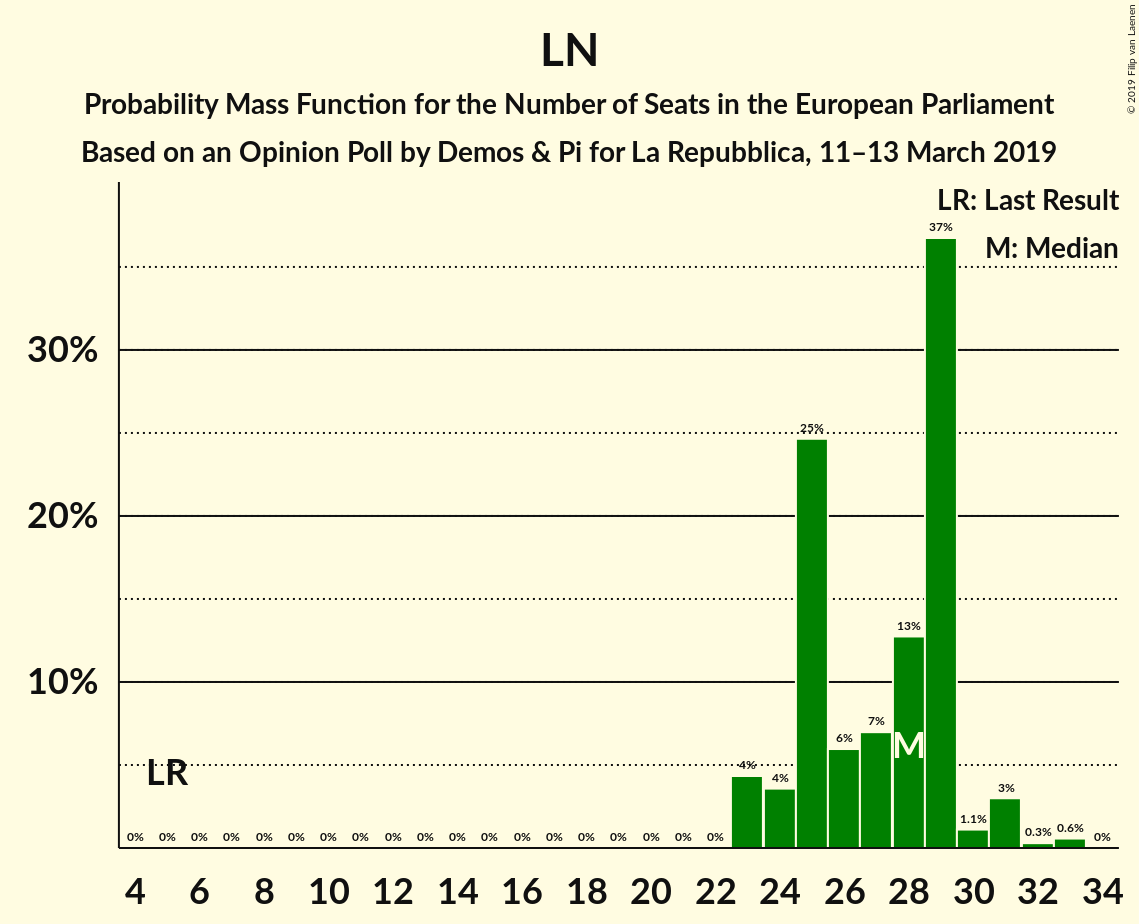 LN
Probability Mass Function for the Number of Seats in the European Parliament
Based on an Opinion Poll by Demos & Pi for La Repubblica, 11–13 March 2019
© 2019 Filip van Laenen
LR: Last Result
M: Median
37%
30%
25%
20%
13%
10%
7%
6%
M
4%
4%
LR
3%
1.1%
0.3%
0.6%
0% 0% 0% 0% 0% 0% 0% 0% 0% 0% 0% 0% 0% 0% 0% 0% 0% 0% 0% 0%
4 6 8 10 12 14 16 18 20 22 24 26 28 30 32 34